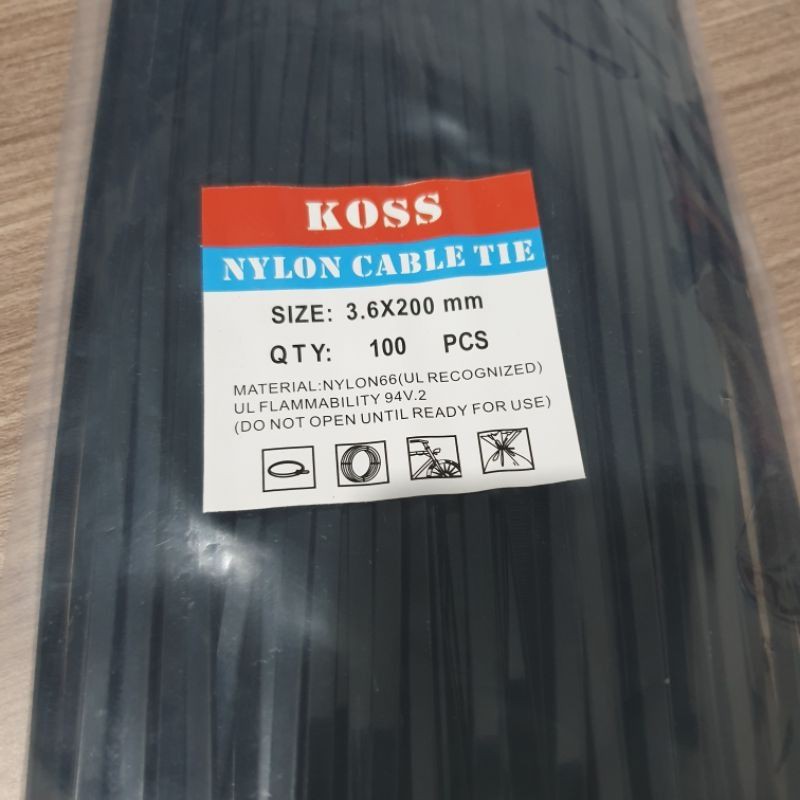 KOSS
NYLON CABLE TIE
SIZE: 3.6X200 mm
QTY: 100 PCS
MATERIAL:NYLON66(UL RECOGNIZED)
UL FLAMMABILITY 94V.2
(DO NOT OPEN UNTIL READY FOR USE)